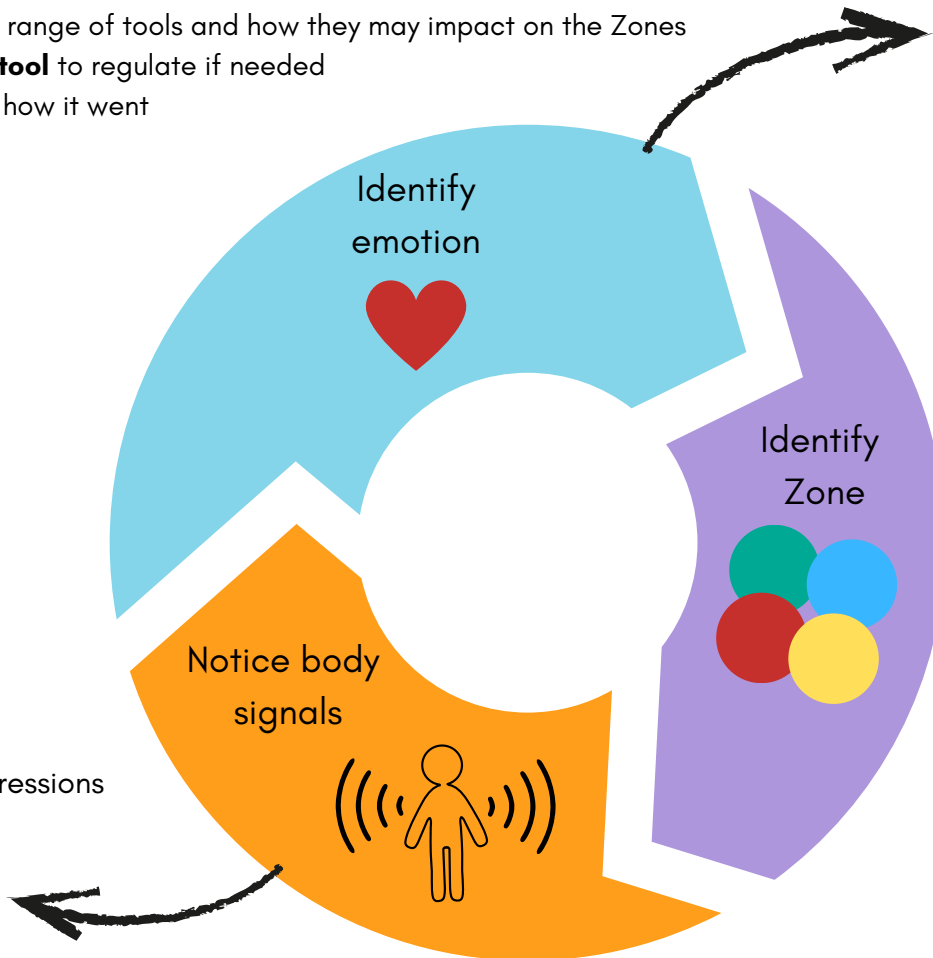 range of tools and how they may impact on the Zones
tool to regulate if needed
how it went
Identify
emotion
Identify
Zone
Notice body
signals
ressions